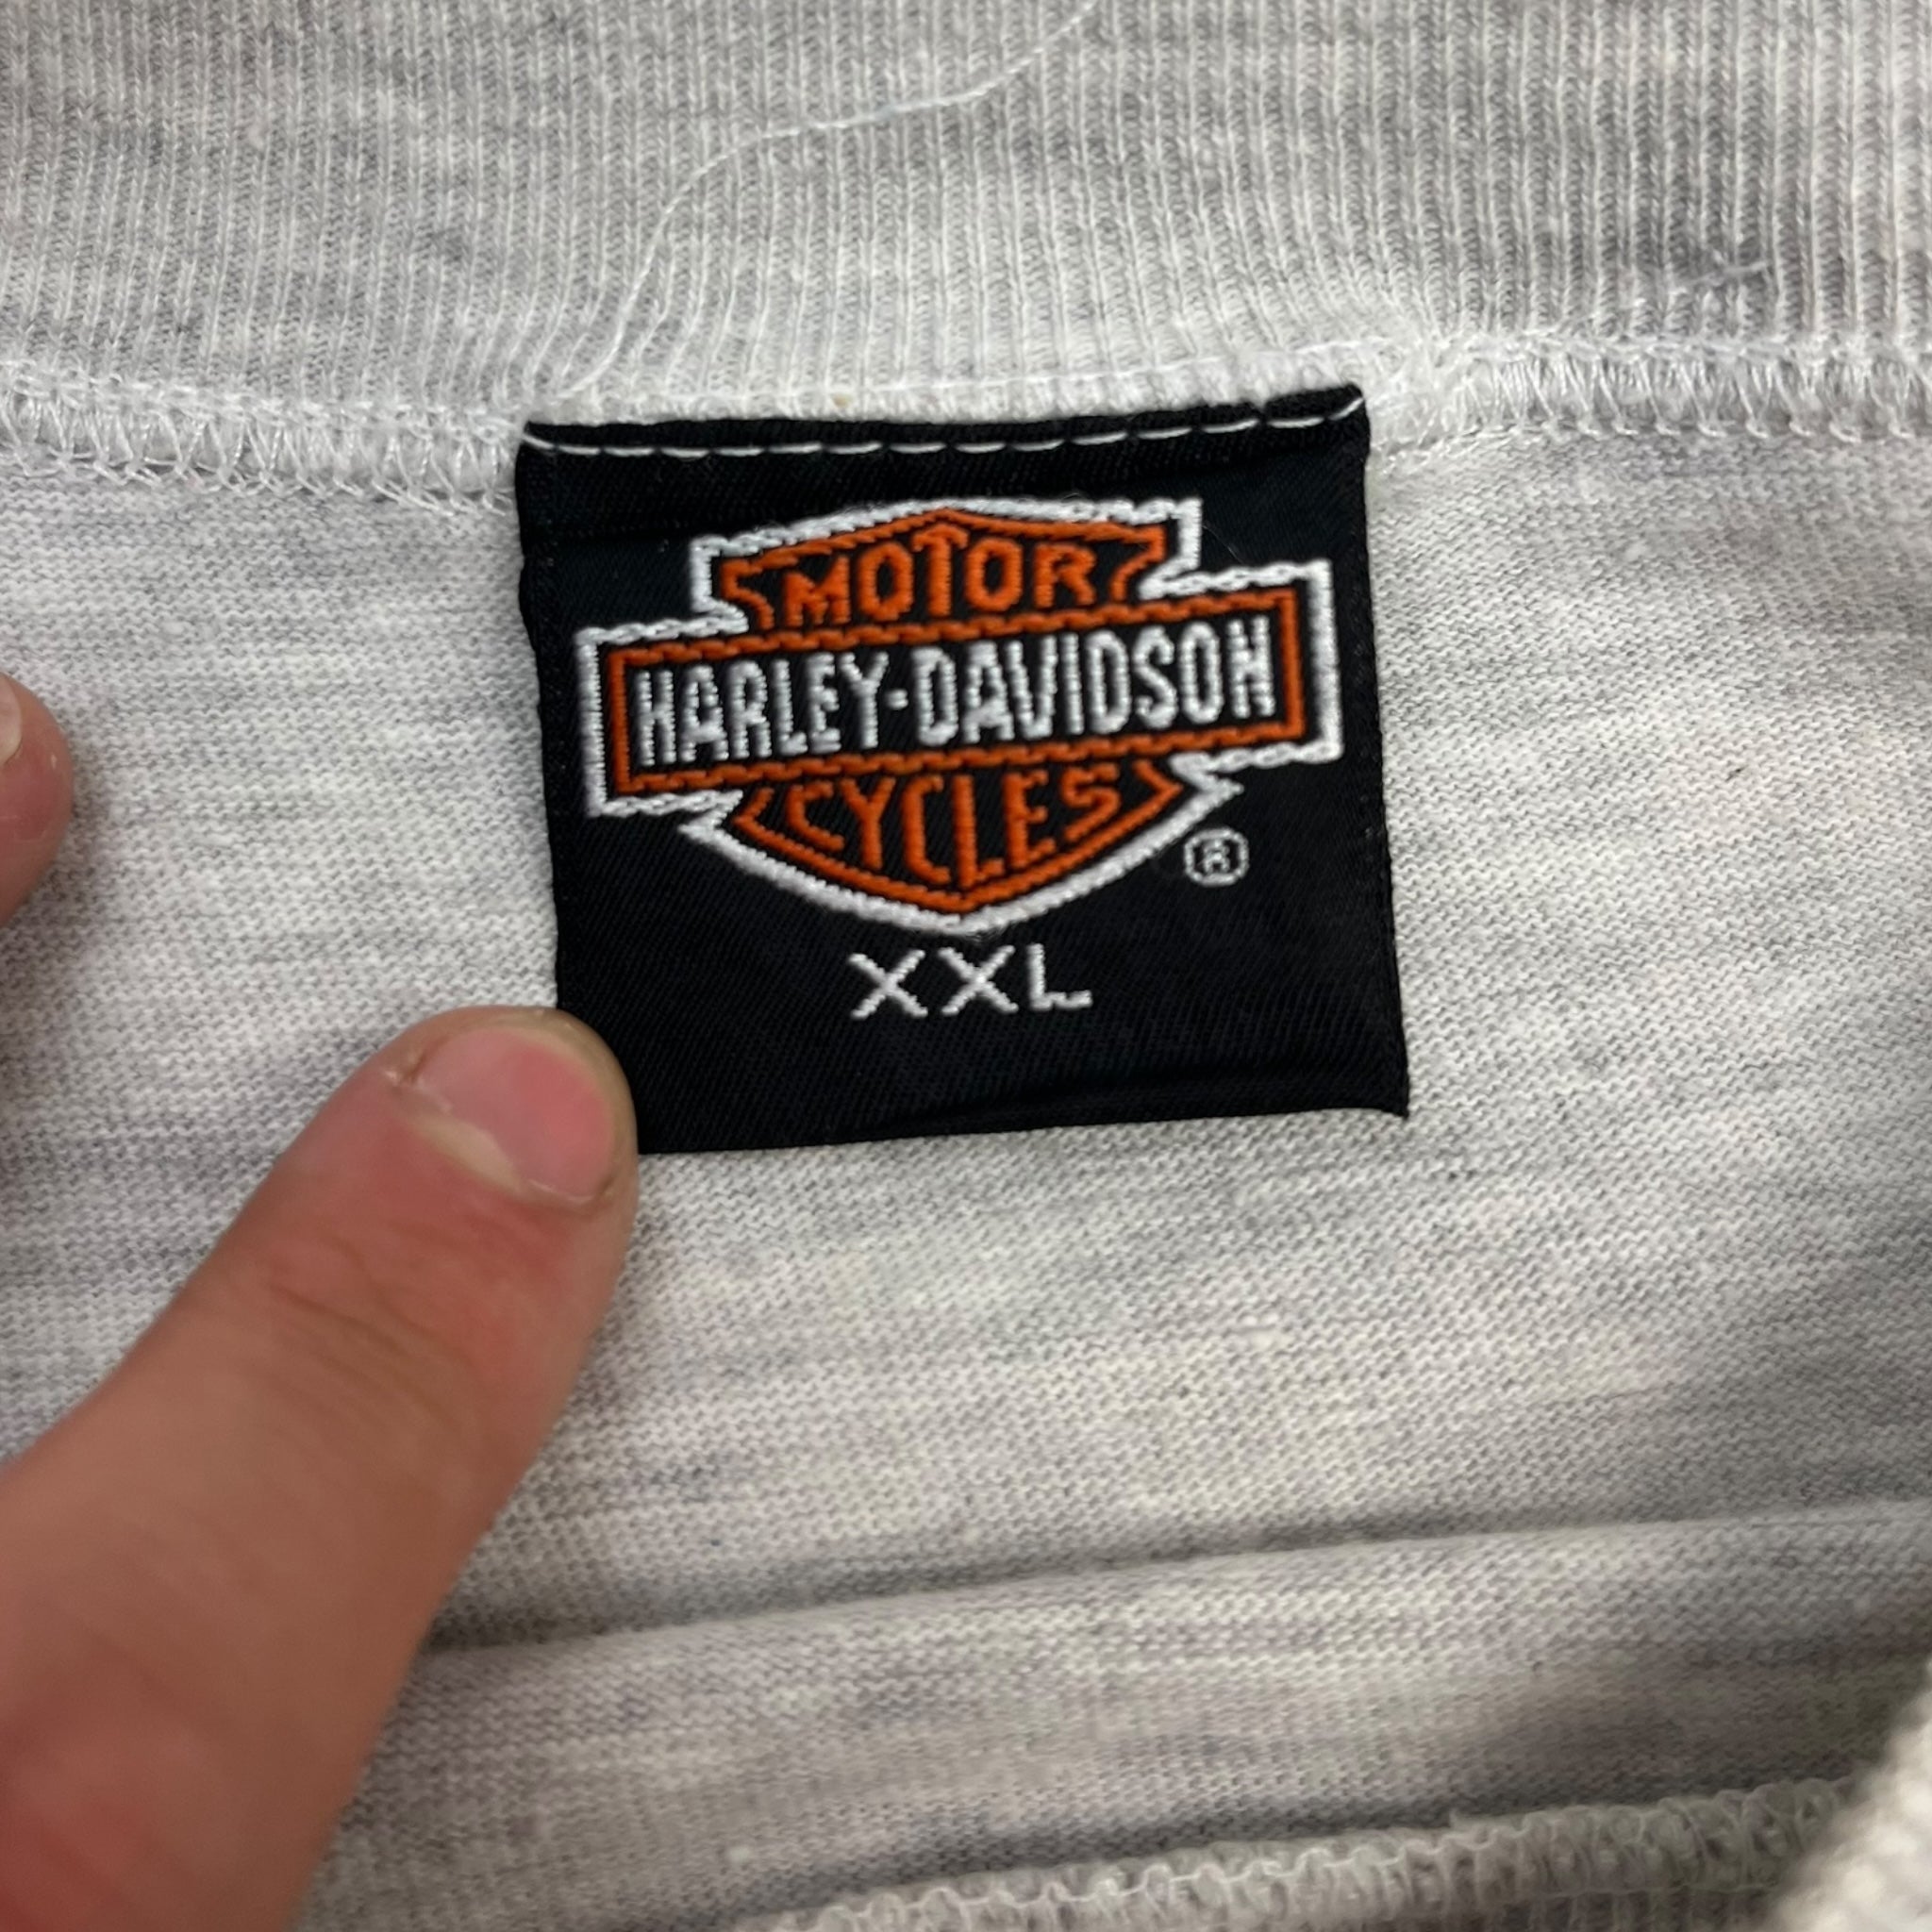 MOTOR
HARLEY-DAVIDSON
CYCLES
®
XXL